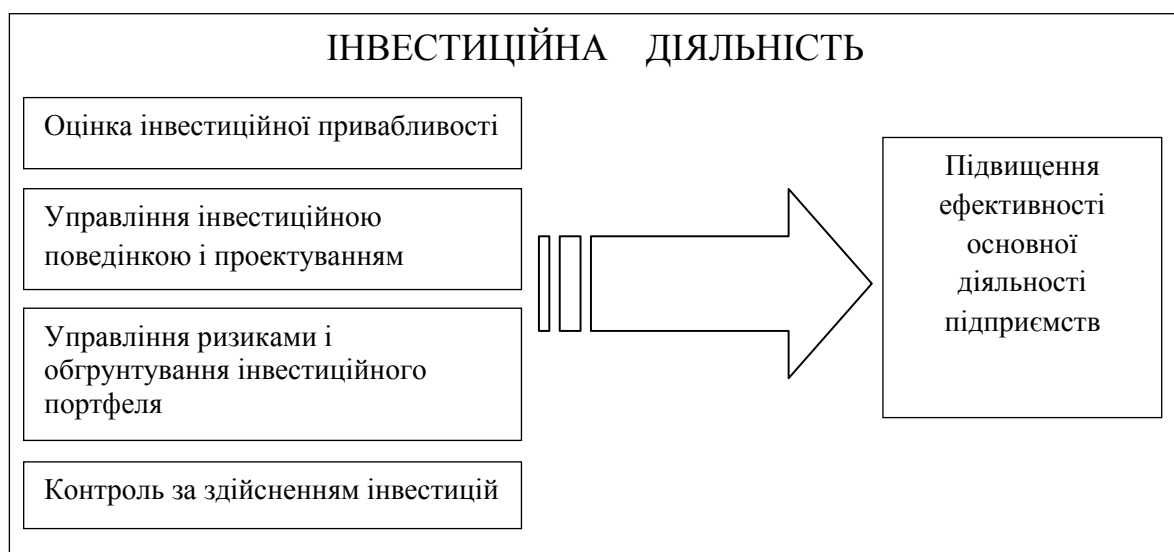 ІНВЕСТИЦІЙНА ДІЯЛЬНІСТЬ
Оцінка інвестиційної привабливості
Управління інвестиційною
поведінкою і проектуванням
Управління ризиками і
обгрунтування інвестиційного
портфеля
Контроль за здійсненням інвестицій
Підвищення
ефективності
основної
діяльності
підприємств